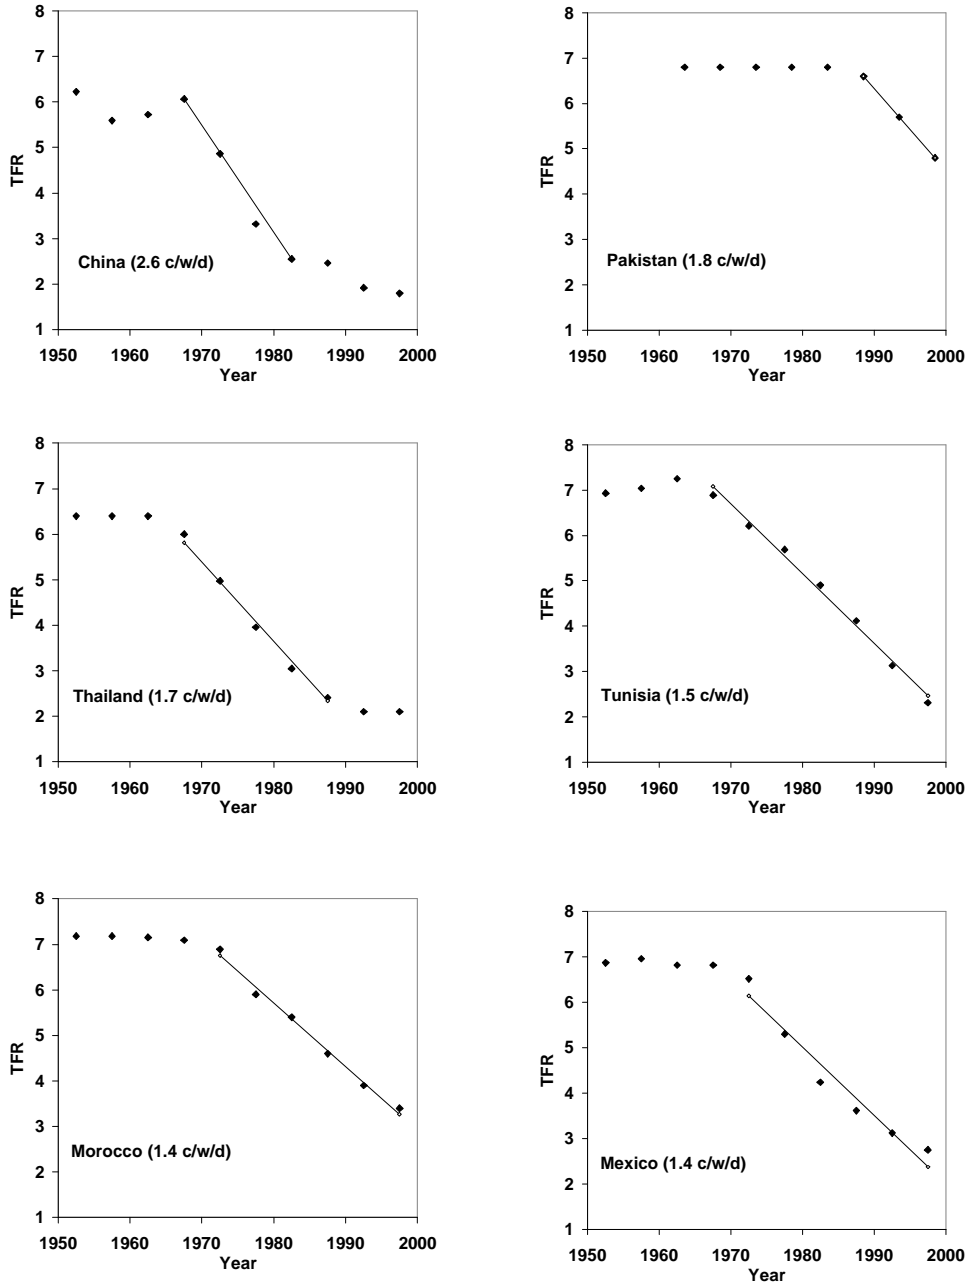 8
7
6
5
4
3
2
1
TFR
China (2.6 c/w/d)
1950 1960 1970 1980 1990 2000
Year
8
7
6
5
4
3
2
1
TFR
Pakistan (1.8 c/w/d)
1950 1960 1970 1980 1990 2000
Year
8
7
6
5
4
3
2
1
TFR
Thailand (1.7 c/w/d)
1950 1960 1970 1980 1990 2000
Year
8
7
6
5
4
3
2
1
TFR
Tunisia (1.5 c/w/d)
1950 1960 1970 1980 1990 2000
Year
8
7
6
5
4
3
2
1
TFR
Morocco (1.4 c/w/d)
1950 1960 1970 1980 1990 2000
Year
8
7
6
5
4
3
2
1
TFR
Mexico (1.4 c/w/d)
1950 1960 1970 1980 1990 2000
Year